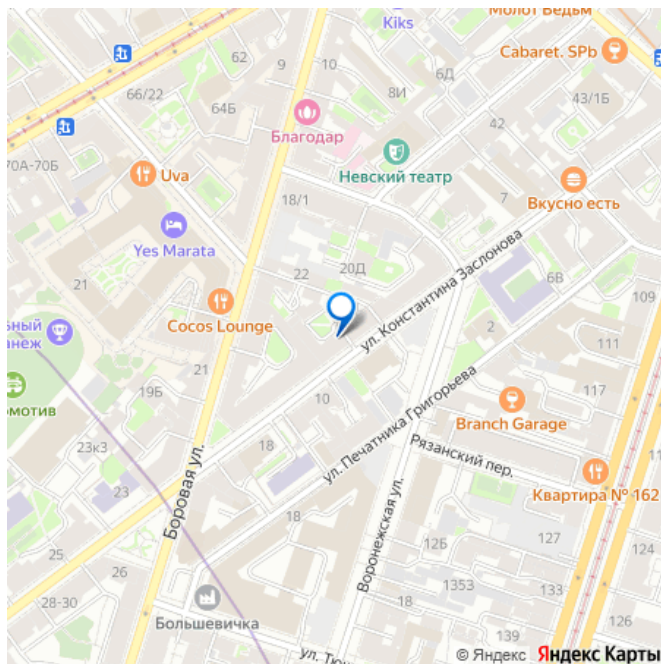 Молот Ведьм
Kiks
Cabaret. SPb
62
9
10
6Д
66/22
8И
64Б
43/1Б
Благодар
42
70А-70Б
Uva
Невский театр
7
Вкусно есть
18/1
Yes Marata
20Д
22
6В
21
109
Cocos Lounge
ул. Константина Заслонова
2
111
21
19Б
10
ул. Печатника Григорьева
117
Branch Garage
Боровая ул.
18
Рязанский пер.
23к3
23
Квартира № 162
18
Воронежская ул.
127
25
12Б
26
1353
126
28-30
Большевичка
18
124
139
126
ул. Тю
© Яндекс Яндекс Карты